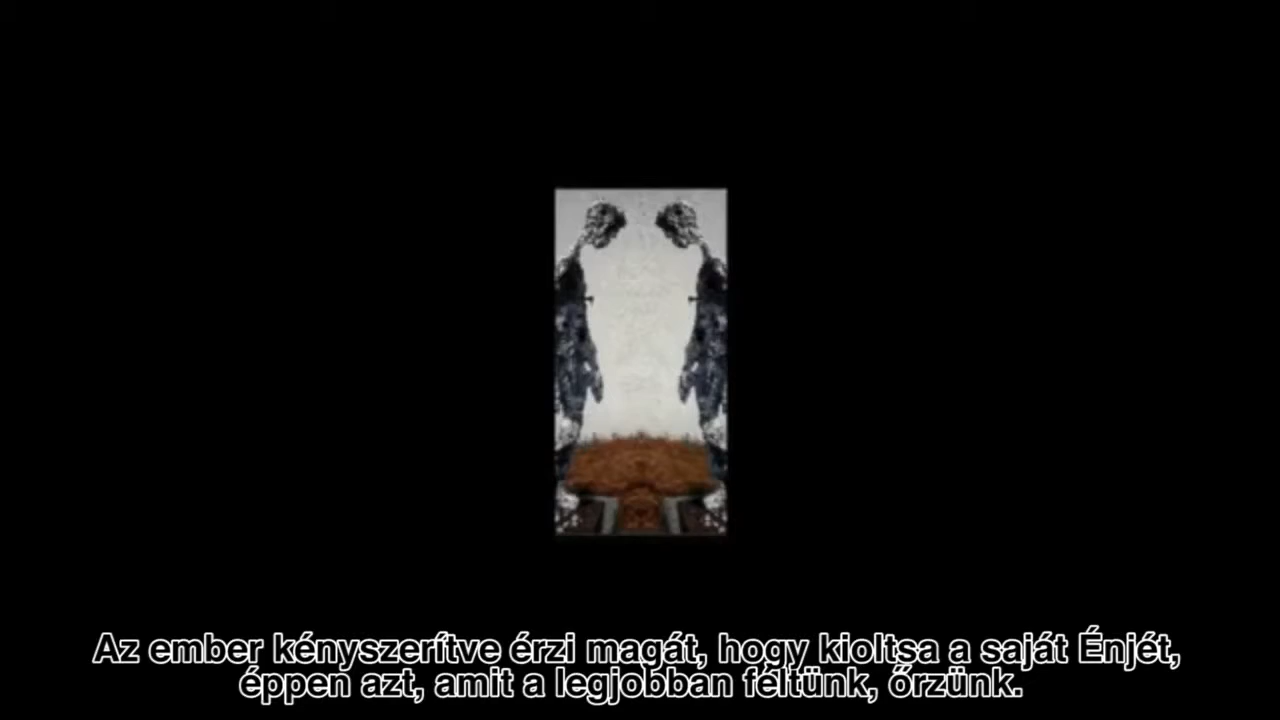 Az ember kényszerítve érzi magát, hogy kioltsa a saját Énjét,
éppen azt, amit a legjobban féltünk, őrzünk.